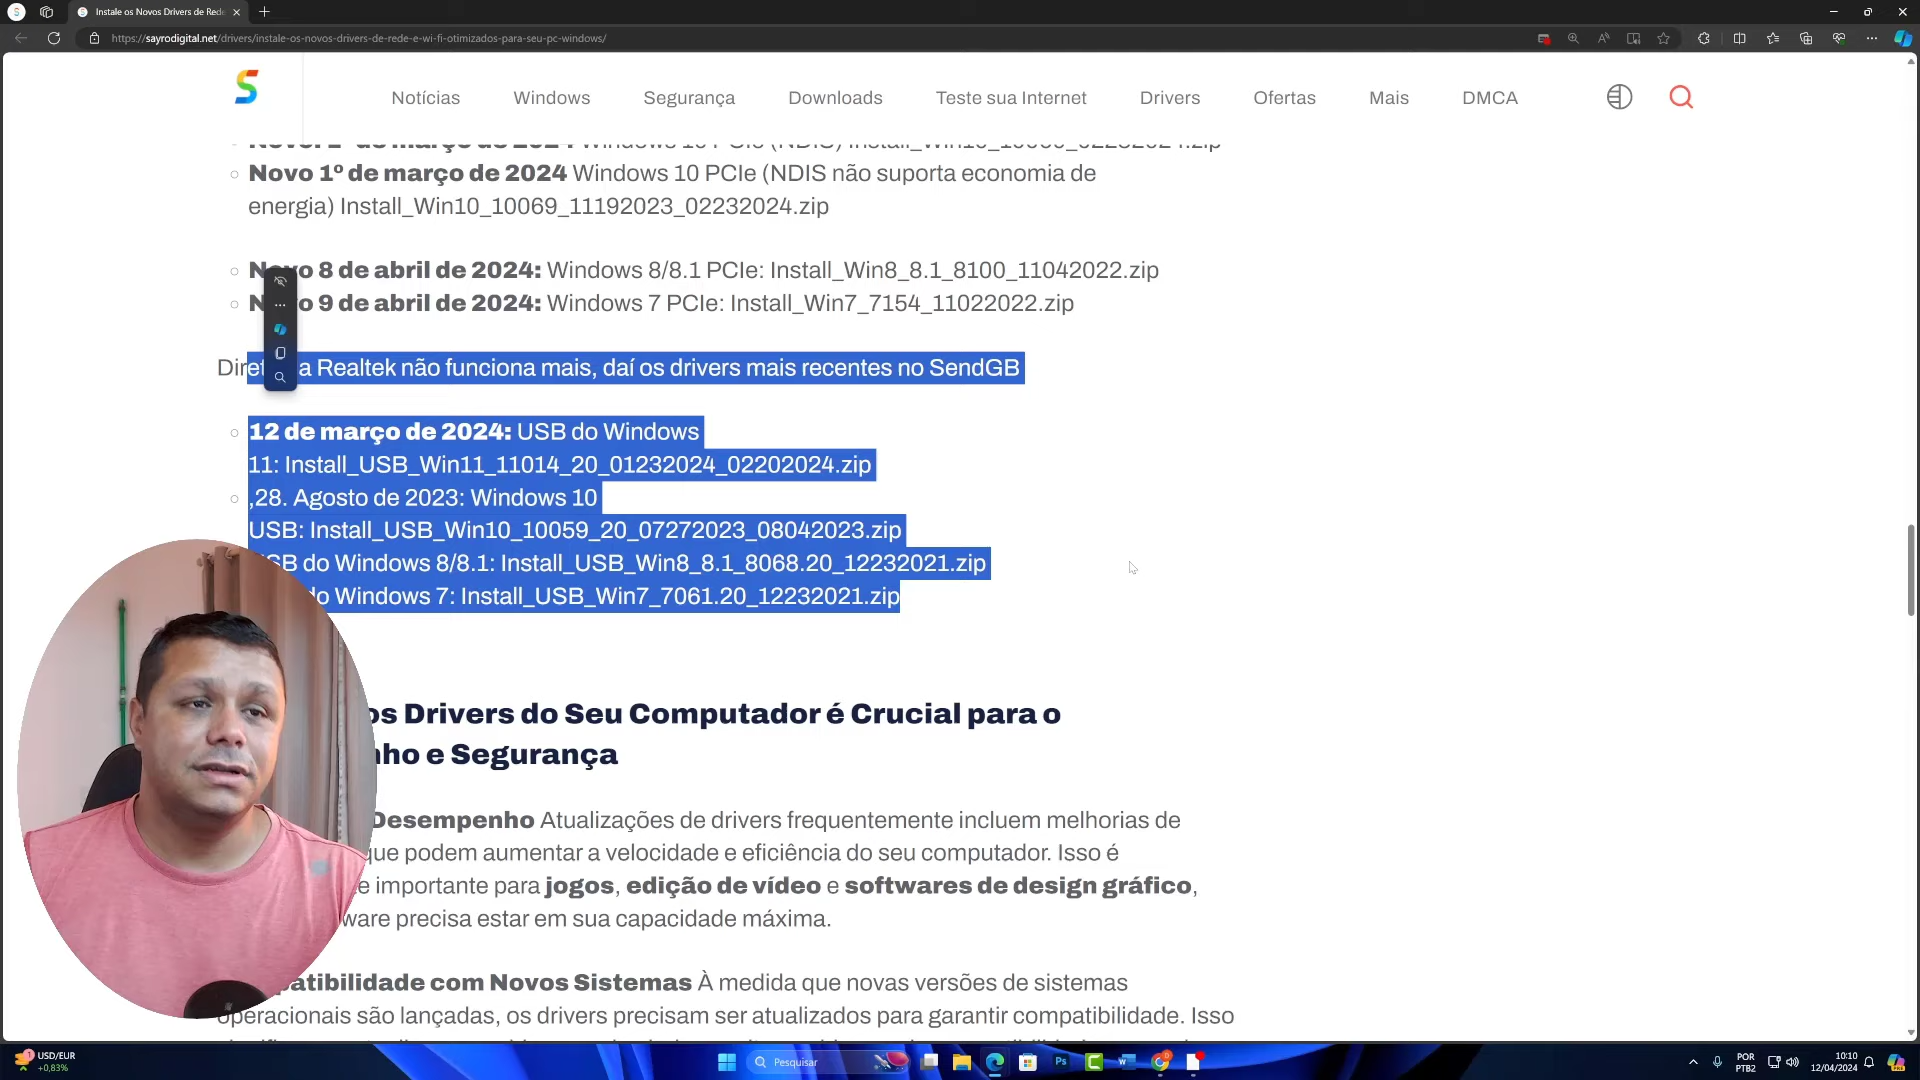 Instale os Novos Drivers de Rede
https://sayrodigital.net/drivers/instale-os-novos-drivers-de-rede-e-wi-fi-otimizados-para-seu-pc-windows/
Notícias Windows Segurança Downloads Teste sua Internet Drivers Ofertas Mais DMCA
Novo 1º de março de 2024 Windows 10 PCIe (NDIS não suporta economia de
energia) Install_Win10_10069_11192023_02232024.zip
Novo 8 de abril de 2024: Windows 8/8.1 PCIe: Install_Win8_8.1_8100_11042022.zip
Novo 9 de abril de 2024: Windows 7 PCIe: Install_Win7_7154_11022022.zip
a Realtek não funciona mais, daí os drivers mais recentes no SendGB
12 de março de 2024: USB do Windows
11: Install_USB_Win11_11014_20_01232024_02202024.zip
,28. Agosto de 2023: Windows 10
USB: Install_USB_Win10_10059_20_07272023_08042023.zip
USB do Windows 8/8.1: Install_USB_Win8_8.1_8068.20_12232021.zip
do Windows 7: Install_USB_Win7_7061.20_12232021.zip
os Drivers do Seu Computador é Crucial para o
nho e Segurança
Desempenho Atualizações de drivers frequentemente incluem melhorias de
que podem aumentar a velocidade e eficiência do seu computador. Isso é
e importante para jogos, edição de vídeo e softwares de design gráfico,
ware precisa estar em sua capacidade máxima.
patibilidade com Novos Sistemas À medida que novas versões de sistemas
operacionais são lançadas, os drivers precisam ser atualizados para garantir compatibilidade. Isso
USD/EUR
+0,83%
Pesquisar
POR
PTB2
10:10
12/04/2024